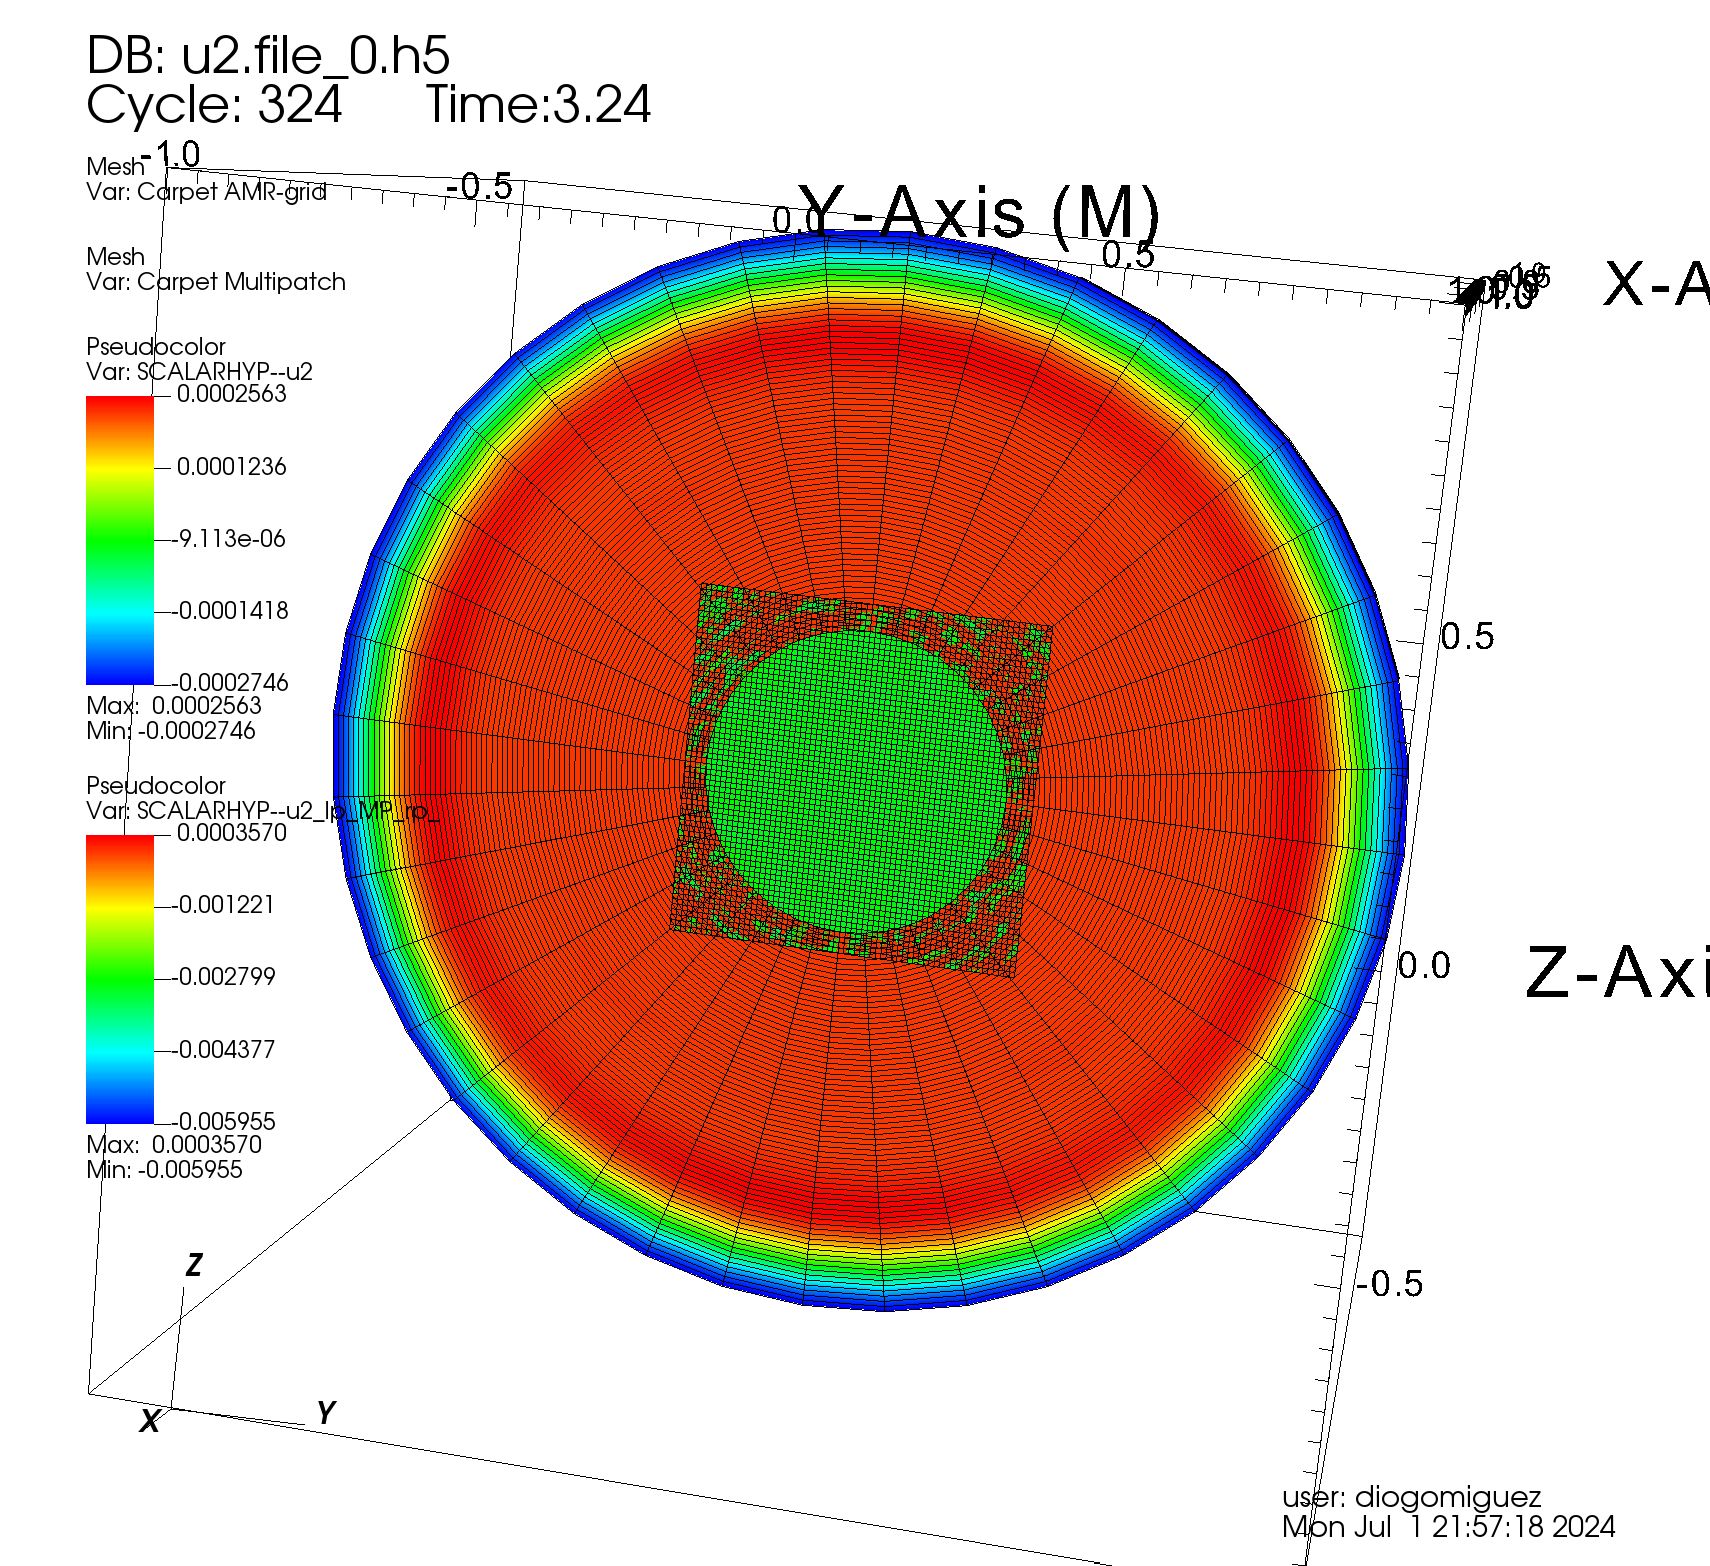 DB: u2.file_0.h5
Cycle: 324 Time:3.24
Mesh
Var: Carpet AMR-grid
Mesh
Var: Carpet Multipatch
Pseudocolor
Var: SCALARHYP--u2
0.0002563
0.0001236
-9.113e-06
-0.0001418
-0.0002746
Max: 0.0002563
Min: -0.0002746
Pseudocolor
Var: SCALARHYP--u2_lp_MP_ro_
0.0003570
-0.001221
-0.002799
-0.004377
-0.005955
Max: 0.0003570
Min: -0.005955
-1.0
-0.5
0.0
Y-Axis (M)
0.5
X-A
0.5
0.0
Z-Axi
-0.5
Z
X
Y
user: diogomiguez
Mon Jul 1 21:57:18 2024